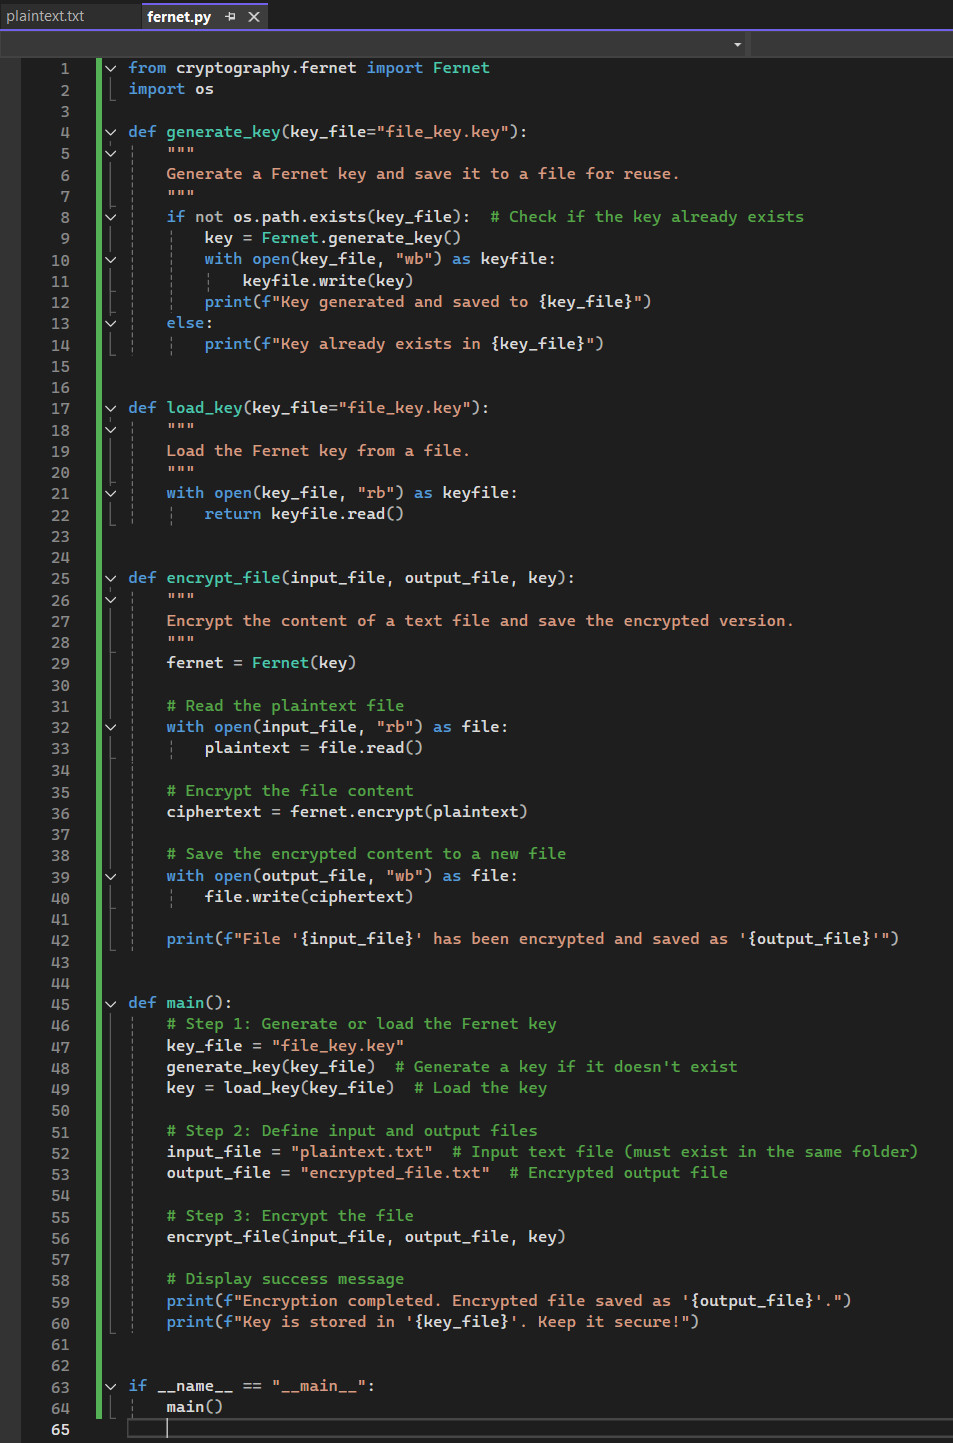 plaintext.txt
fernet.py
1 from cryptography.fernet import Fernet
2 import os
3
4 def generate_key(key_file="file_key.key"):
5     """
6     Generate a Fernet key and save it to a file for reuse.
7     """
8     if not os.path.exists(key_file):  # Check if the key already exists
9         key = Fernet.generate_key()
10         with open(key_file, "wb") as keyfile:
11             keyfile.write(key)
12         print(f"Key generated and saved to {key_file}")
13     else:
14         print(f"Key already exists in {key_file}")
15
16
17 def load_key(key_file="file_key.key"):
18     """
19     Load the Fernet key from a file.
20     """
21     with open(key_file, "rb") as keyfile:
22         return keyfile.read()
23
24
25 def encrypt_file(input_file, output_file, key):
26     """
27     Encrypt the content of a text file and save the encrypted version.
28     """
29     fernet = Fernet(key)
30
31     # Read the plaintext file
32     with open(input_file, "rb") as file:
33         plaintext = file.read()
34
35     # Encrypt the file content
36     ciphertext = fernet.encrypt(plaintext)
37
38     # Save the encrypted content to a new file
39     with open(output_file, "wb") as file:
40         file.write(ciphertext)
41
42     print(f"File '{input_file}' has been encrypted and saved as '{output_file}'")
43
44
45 def main():
46     # Step 1: Generate or load the Fernet key
47     key_file = "file_key.key"
48     generate_key(key_file)  # Generate a key if it doesn't exist
49     key = load_key(key_file)  # Load the key
50
51     # Step 2: Define input and output files
52     input_file = "plaintext.txt"  # Input text file (must exist in the same folder)
53     output_file = "encrypted_file.txt"  # Encrypted output file
54
55     # Step 3: Encrypt the file
56     encrypt_file(input_file, output_file, key)
57
58     # Display success message
59     print(f"Encryption completed. Encrypted file saved as '{output_file}'.")
60     print(f"Key is stored in '{key_file}'. Keep it secure!")
61
62
63 if __name__ == "__main__":
64     main()
65